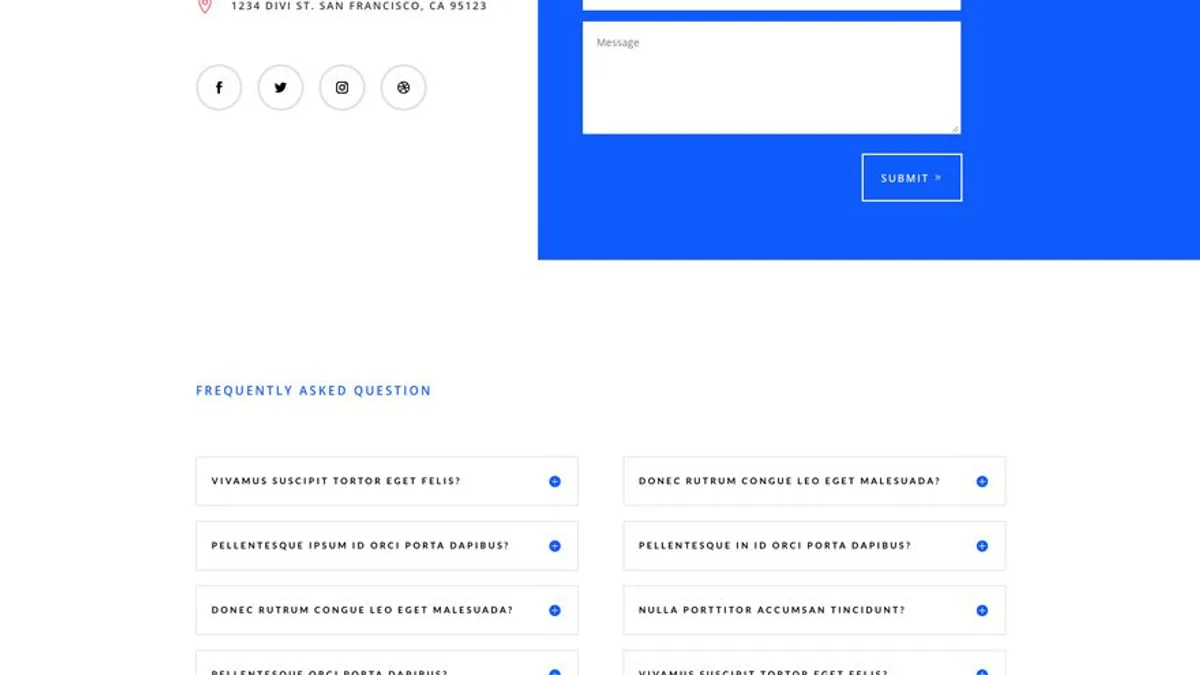 1234 DIVI ST. SAN FRANCISCO, CA 95123
Message
SUBMIT »
FREQUENTLY ASKED QUESTION
VIVAMUS SUSCIPIT TORTOR EGET FELIS?
DONEC RUTRUM CONGUE LEO EGET MALESUADA?
PELLENTESQUE IPSUM ID ORCI PORTA DAPIBUS?
PELLENTESQUE IN ID ORCI PORTA DAPIBUS?
DONEC RUTRUM CONGUE LEO EGET MALESUADA?
NULLA PORTTITOR ACCUMSAN TINCIDUNT?
PELLENTESQUE ORCI PORTA DAPIBUS?
VIVAMUS SUSCIPIT TORTOR EGET FELIS?